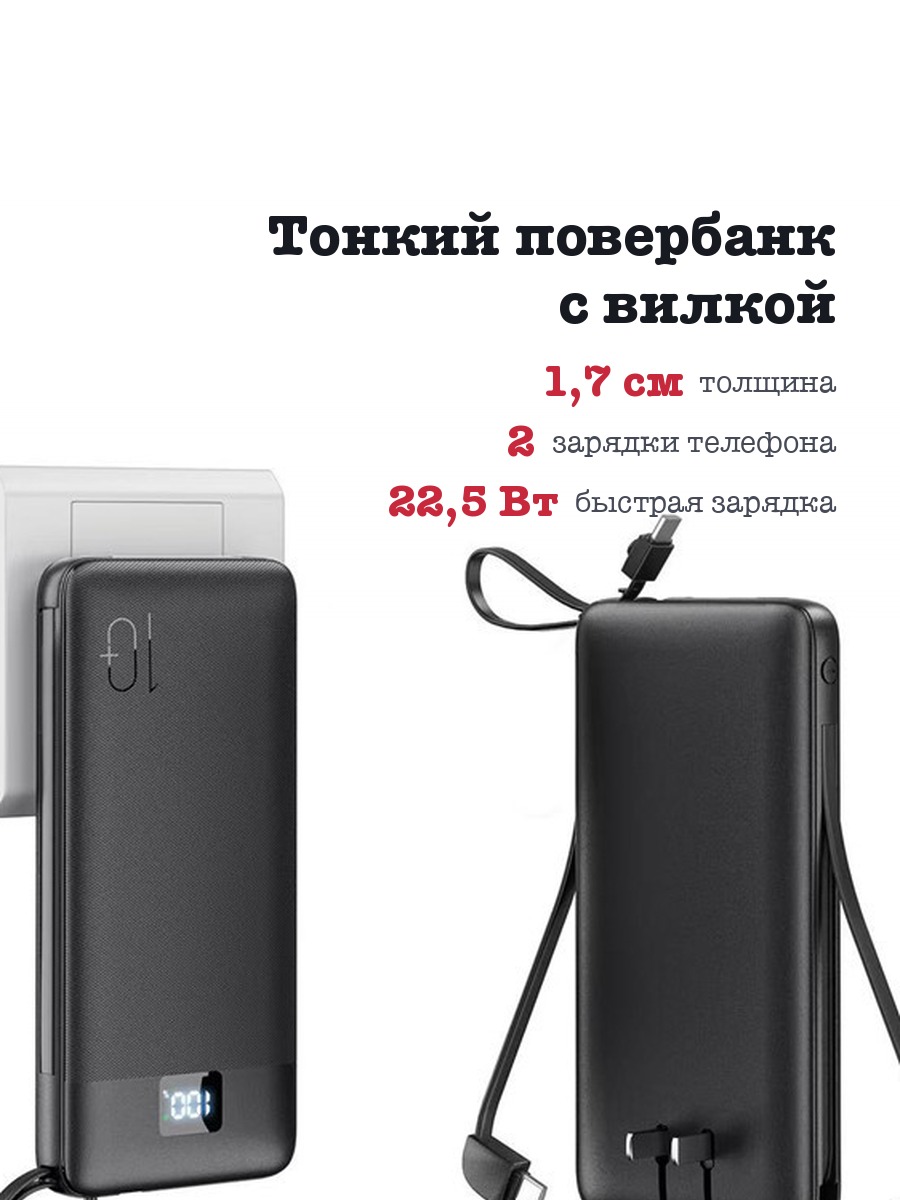 Тонкий повербанк
с вилкой
1,7 см толщина
2 зарядки телефона
22,5 Вт быстрая зарядка
10
100